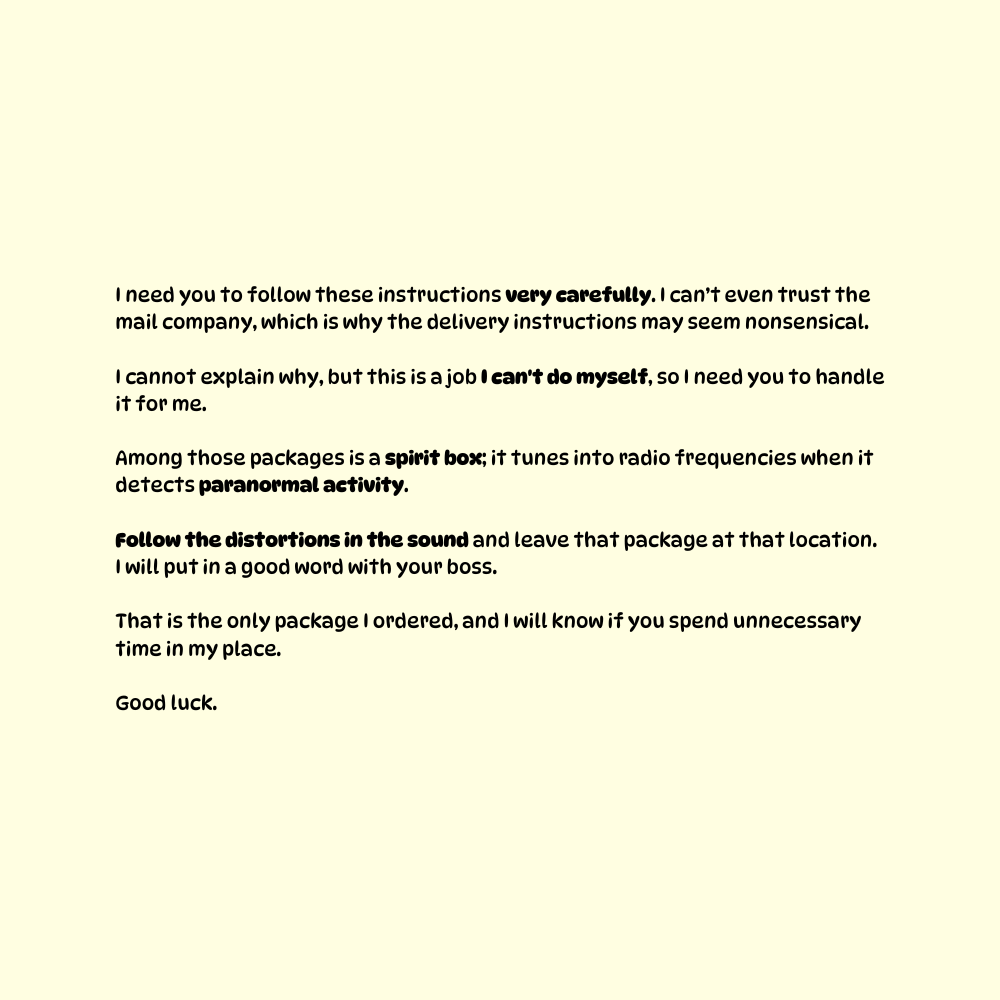 I need you to follow these instructions very carefully. I can’t even trust the
mail company, which is why the delivery instructions may seem nonsensical.
I cannot explain why, but this is a job I can't do myself, so I need you to handle
it for me.
Among those packages is a spirit box; it tunes into radio frequencies when it
detects paranormal activity.
Follow the distortions in the sound and leave that package at that location.
I will put in a good word with your boss.
That is the only package I ordered, and I will know if you spend unnecessary
time in my place.
Good luck.